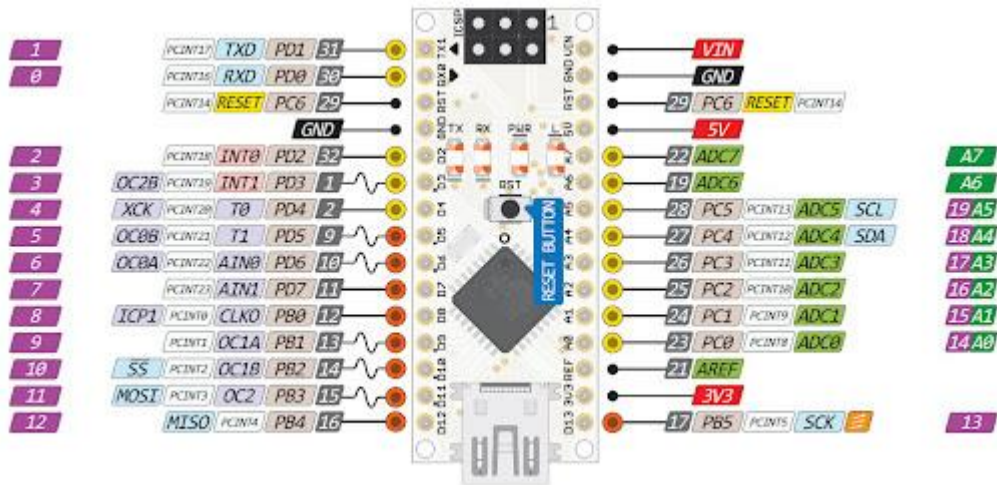 ICSP 1
1 PCINT17 TXD PD1 31 TX1 VIN VIN
0 PCINT16 RXD PD0 30 RX0 GND GND
PCINT14 RESET PC6 29 RST RST 29 PC6 RESET PCINT14
GND GND 5V 5V
TX RX PWR L
2 PCINT18 INT0 PD2 32 D2 A7 22 ADC7 A7
3 OC2B PCINT19 INT1 PD3 1 D3 A6 19 ADC6 A6
RST
4 XCK PCINT20 T0 PD4 2 D4 A5 28 PC5 PCINT13 ADC5 SCL 19 A5
5 OC0B PCINT21 T1 PD5 9 D5 A4 27 PC4 PCINT12 ADC4 SDA 18 A4
RESET BUTTON
6 OC0A PCINT22 AIN0 PD6 10 D6 A3 26 PC3 PCINT11 ADC3 17 A3
7 PCINT23 AIN1 PD7 11 D7 A2 25 PC2 PCINT10 ADC2 16 A2
8 ICP1 PCINT0 CLKO PB0 12 D8 A1 24 PC1 PCINT9 ADC1 15 A1
9 PCINT1 OC1A PB1 13 D9 A0 23 PC0 PCINT8 ADC0 14 A0
10 SS PCINT2 OC1B PB2 14 D10 REF 21 AREF
11 MOSI PCINT3 OC2 PB3 15 D11 3V3 3V3
12 MISO PCINT4 PB4 16 D12 D13 17 PB5 PCINT5 SCK 13